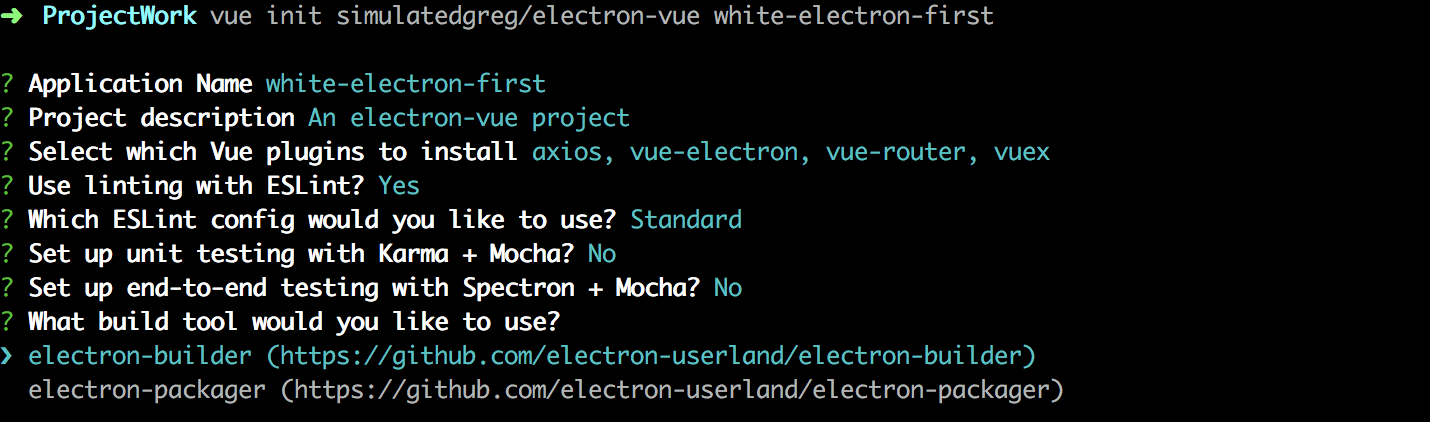 ➜ ProjectWork vue init simulatedgreg/electron-vue white-electron-first
? Application Name white-electron-first
? Project description An electron-vue project
? Select which Vue plugins to install axios, vue-electron, vue-router, vuex
? Use linting with ESLint? Yes
? Which ESLint config would you like to use? Standard
? Set up unit testing with Karma + Mocha? No
? Set up end-to-end testing with Spectron + Mocha? No
? What build tool would you like to use?
❯ electron-builder (https://github.com/electron-userland/electron-builder)
electron-packager (https://github.com/electron-userland/electron-packager)